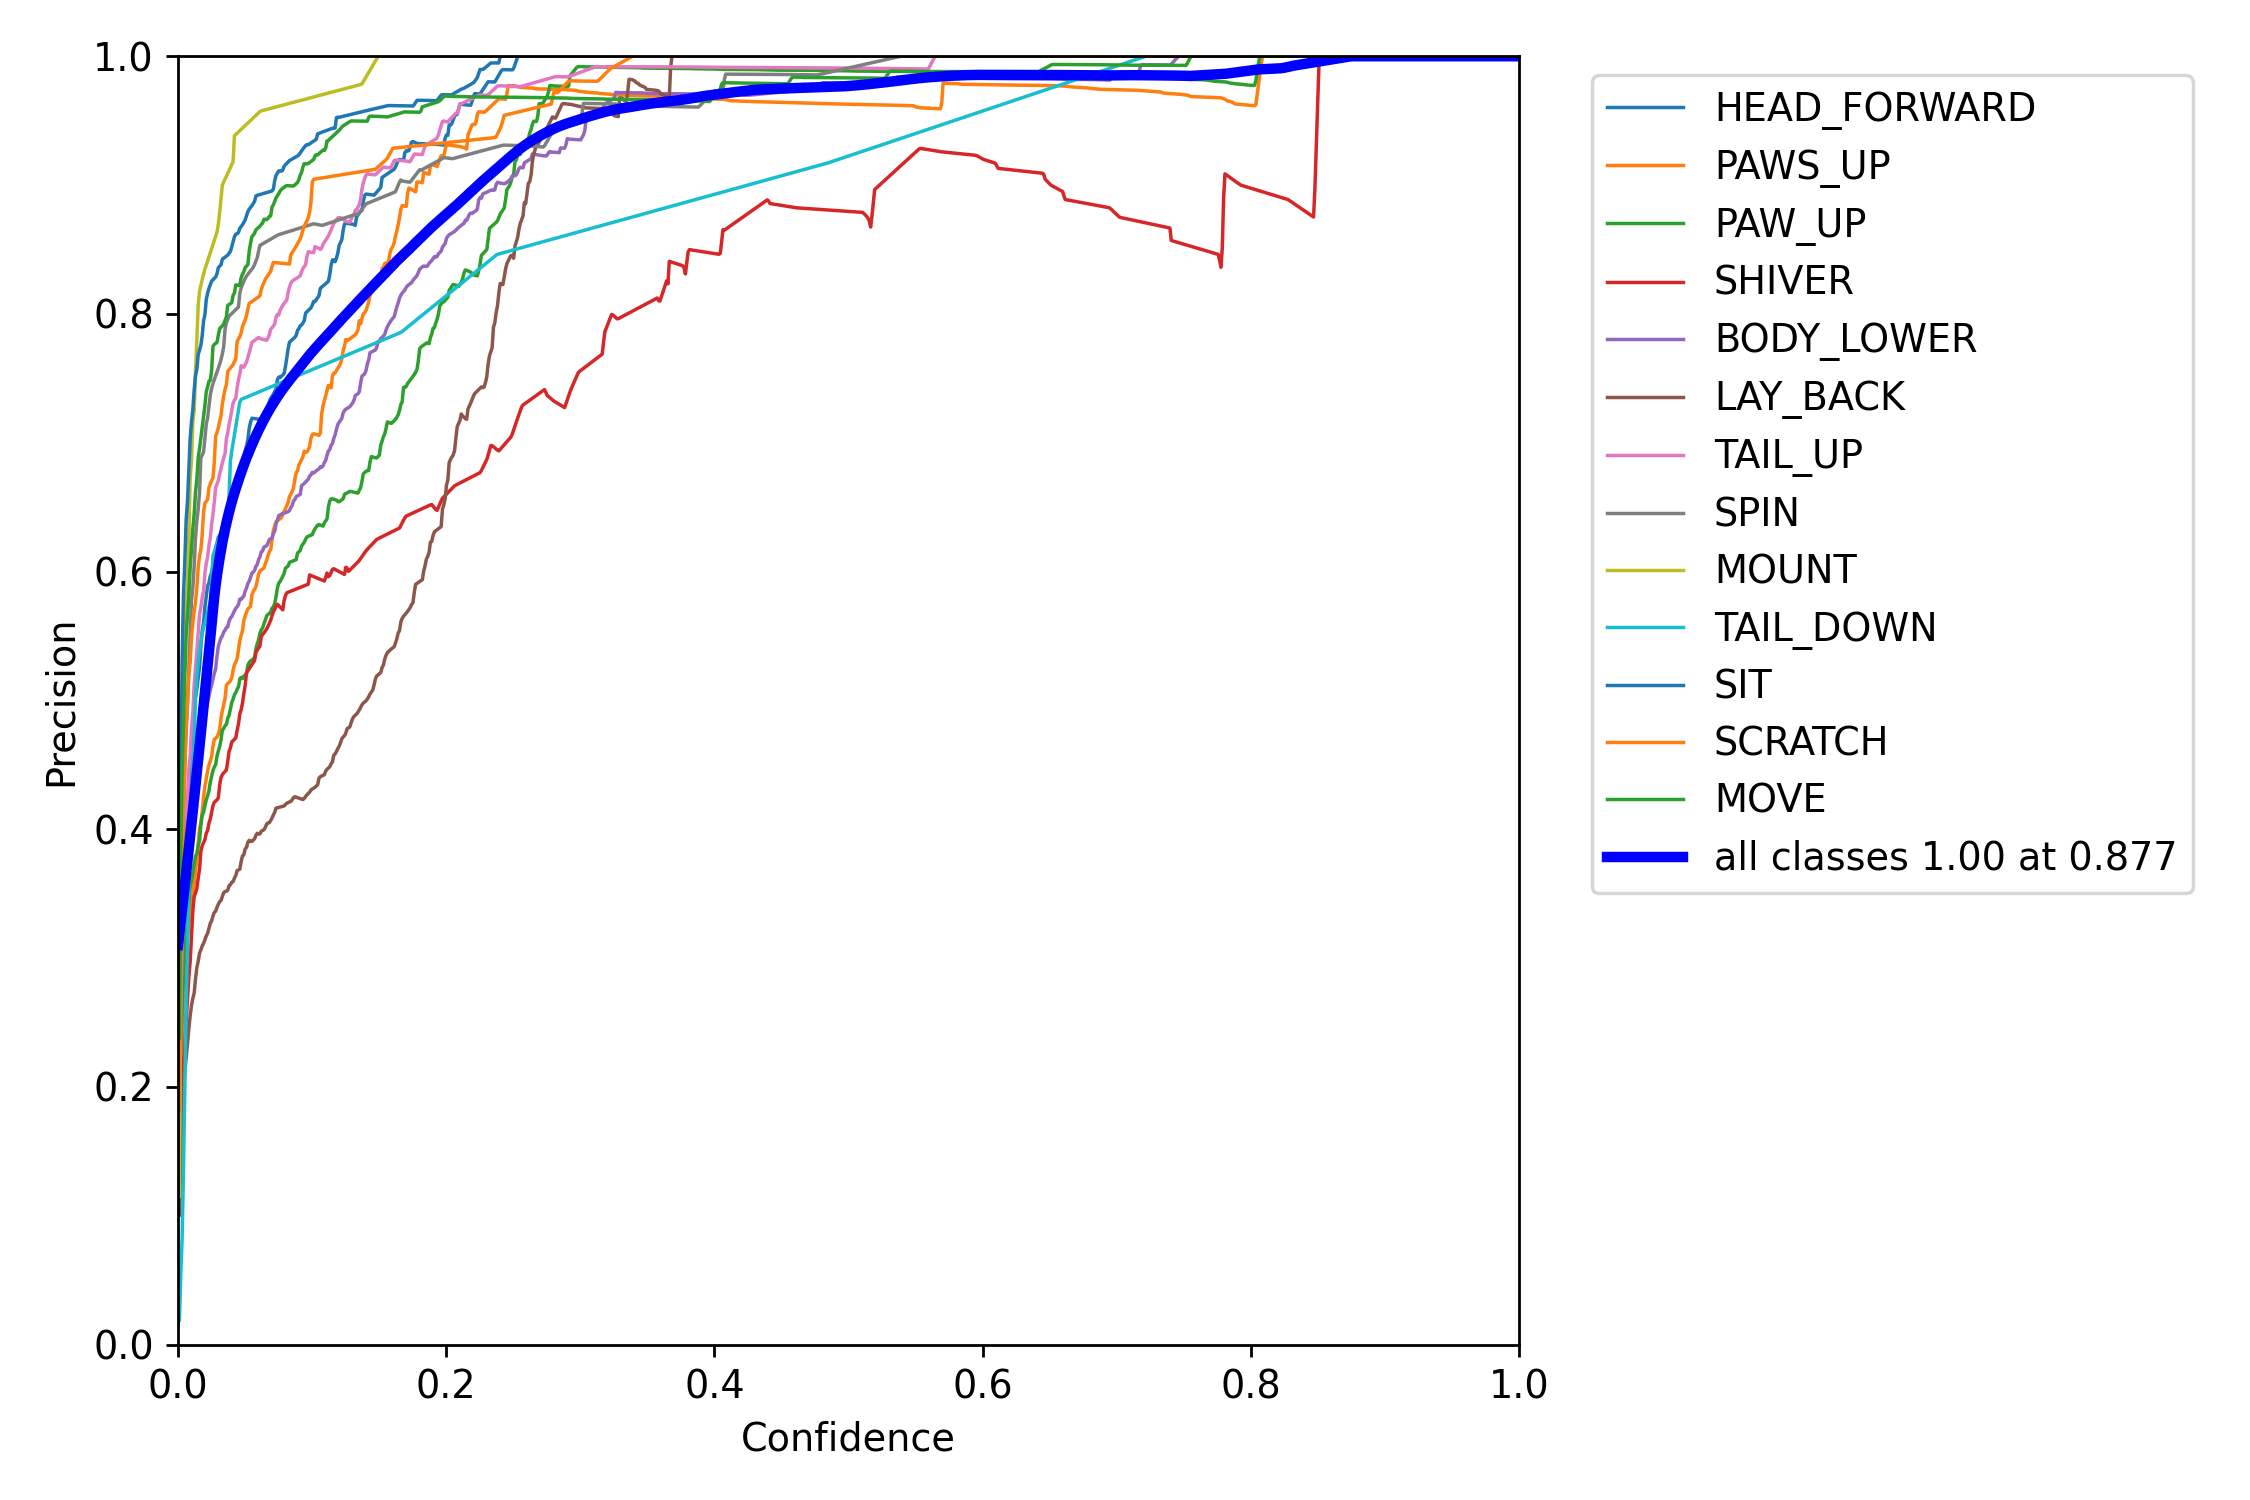 1.0
0.8
0.6
0.4
0.2
0.0
0.0 0.2 0.4 0.6 0.8 1.0
Precision
Confidence
HEAD_FORWARD
PAWS_UP
PAW_UP
SHIVER
BODY_LOWER
LAY_BACK
TAIL_UP
SPIN
MOUNT
TAIL_DOWN
SIT
SCRATCH
MOVE
all classes 1.00 at 0.877